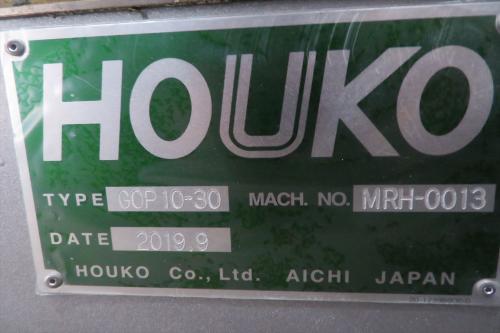 HOUKO
TYPE GOP10-30 MACH. NO. MRH-0013
DATE 2019.9
HOUKO Co., Ltd. AICHI JAPAN